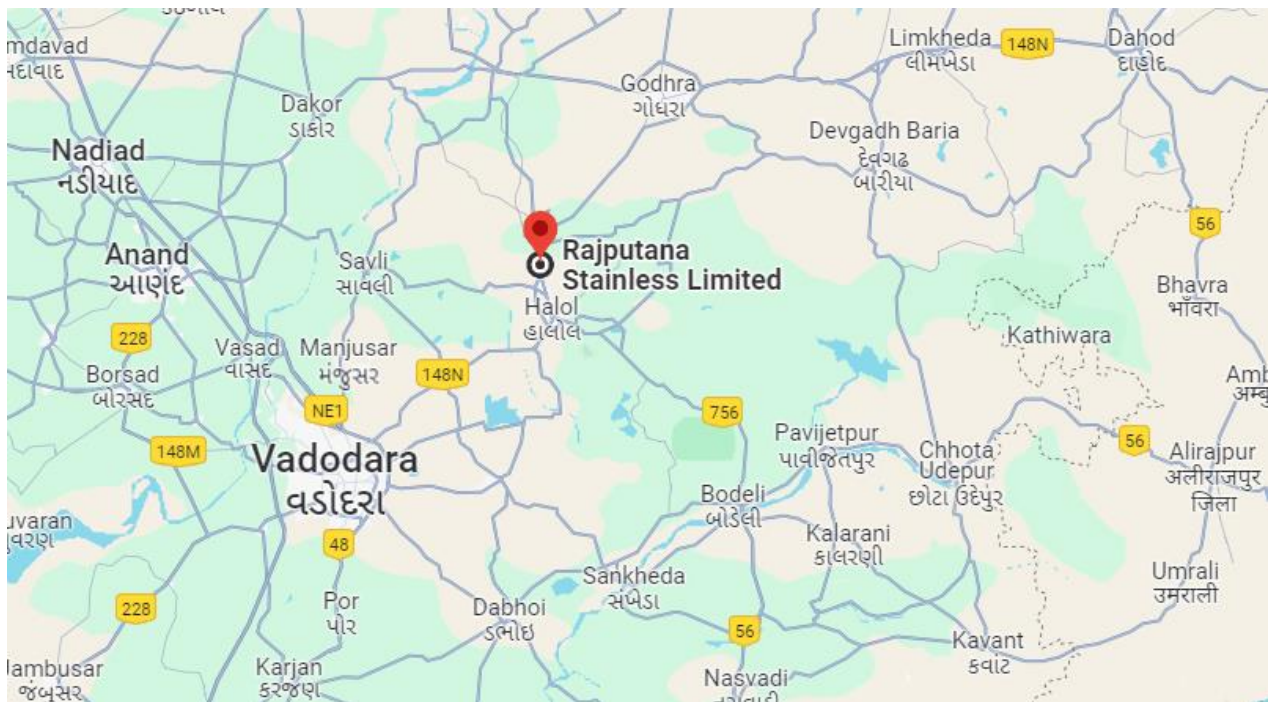 Limkheda
લીમખેડા
148N
Dahod
દાહોદ
Godhra
ગોધરા
Dakor
ડાકોર
Devgadh Baria
દેવગઢ
બારીયા
Nadiad
નડીયાદ
Rajputana
Stainless Limited
Anand
આણંદ
Savli
સાવલી
56
Bhavra
भाँवरा
Halol
હાલોલ
Kathiwara
228
Vasad
વાસદ
Manjusar
મંજુસર
148N
Borsad
બોરસદ
NE1
756
148M
Vadodara
વડોદરા
Pavijetpur
પાવીજેતપુર
Chhota
Udepur
છોટા ઉદેપુર
56
Alirajpur
अलीराजपुर
जिला
Bodeli
બોડેલી
Kalarani
કાલરણી
48
Sankheda
સંખેડા
Umrali
उमराली
228
Por
પોર
Dabhoi
ડભોઇ
56
Kavant
કવાંટ
Jambusar
જંબુસર
Karjan
કરજણ
Nasvadi